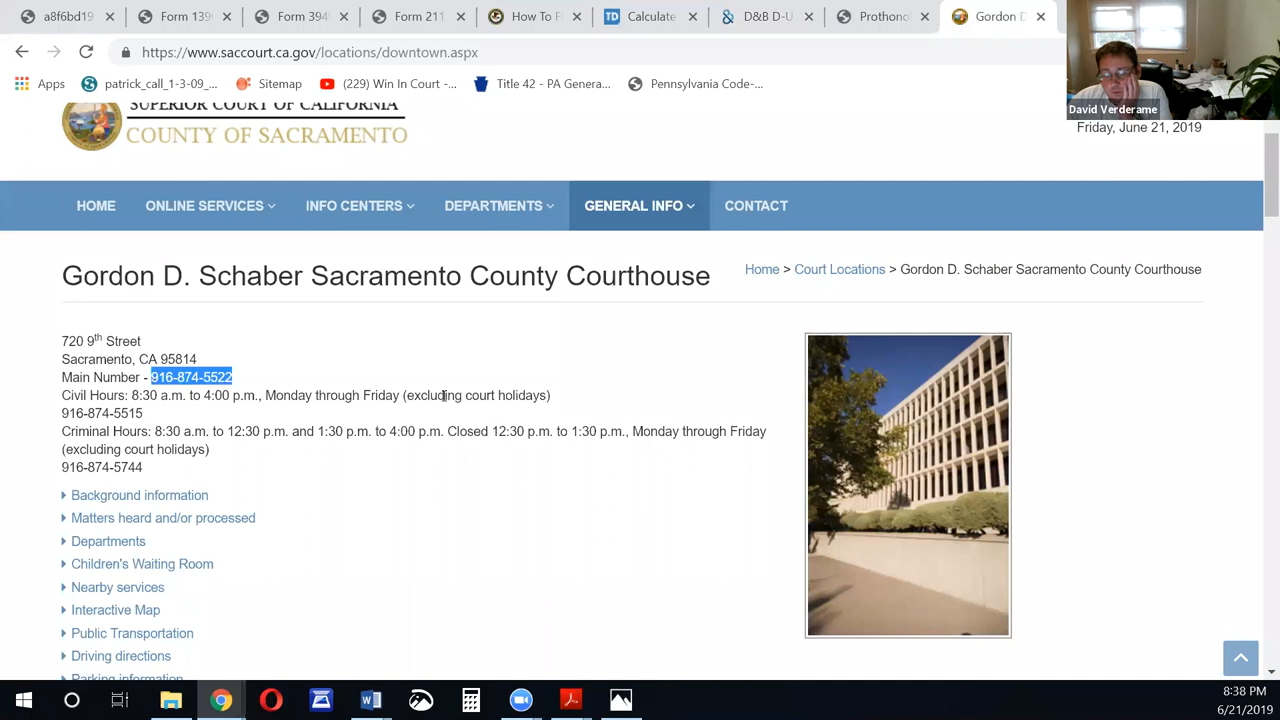 a8f6bd19
Form 1396
Form 3949
Form 211
How To F
Calculate
D&B D-U
Prothono
Gordon D
https://www.saccourt.ca.gov/locations/downtown.aspx
Apps
patrick_call_1-3-09_...
Sitemap
(229) Win In Court -...
Title 42 - PA Genera...
Pennsylvania Code-...
David Verderame
SUPERIOR COURT OF CALIFORNIA
COUNTY OF SACRAMENTO
Friday, June 21, 2019
HOME
ONLINE SERVICES
INFO CENTERS
DEPARTMENTS
GENERAL INFO
CONTACT
Gordon D. Schaber Sacramento County Courthouse
Home > Court Locations > Gordon D. Schaber Sacramento County Courthouse
720 9th Street
Sacramento, CA 95814
Main Number - 916-874-5522
Civil Hours: 8:30 a.m. to 4:00 p.m., Monday through Friday (excluding court holidays)
916-874-5515
Criminal Hours: 8:30 a.m. to 12:30 p.m. and 1:30 p.m. to 4:00 p.m. Closed 12:30 p.m. to 1:30 p.m., Monday through Friday
(excluding court holidays)
916-874-5744
Background information
Matters heard and/or processed
Departments
Children's Waiting Room
Nearby services
Interactive Map
Public Transportation
Driving directions
Parking information
8:38 PM
6/21/2019